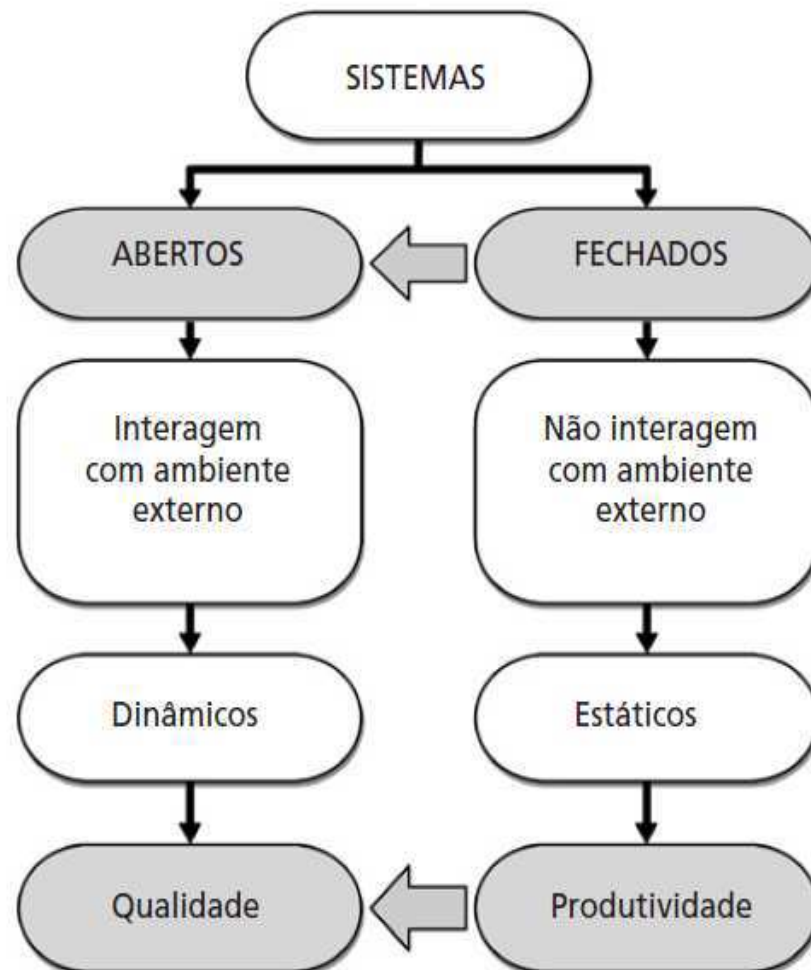 SISTEMAS
ABERTOS
FECHADOS
Interagem
com ambiente
externo
Não interagem
com ambiente
externo
Dinâmicos
Estáticos
Qualidade
Produtividade